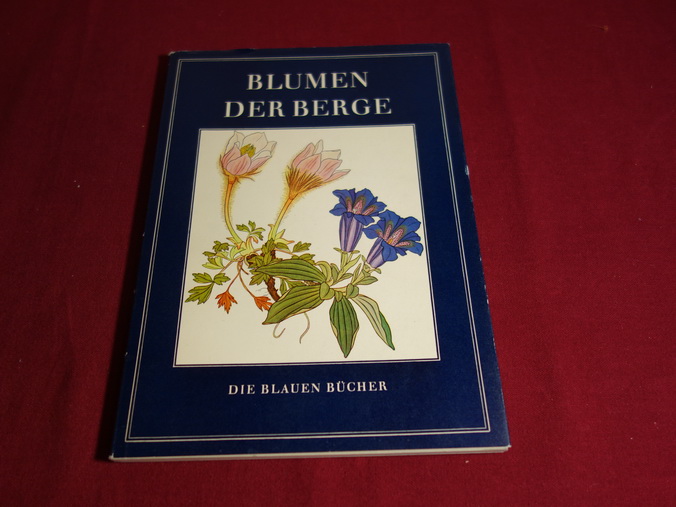 BLUMEN
DER BERGE
DIE BLAUEN BÜCHER